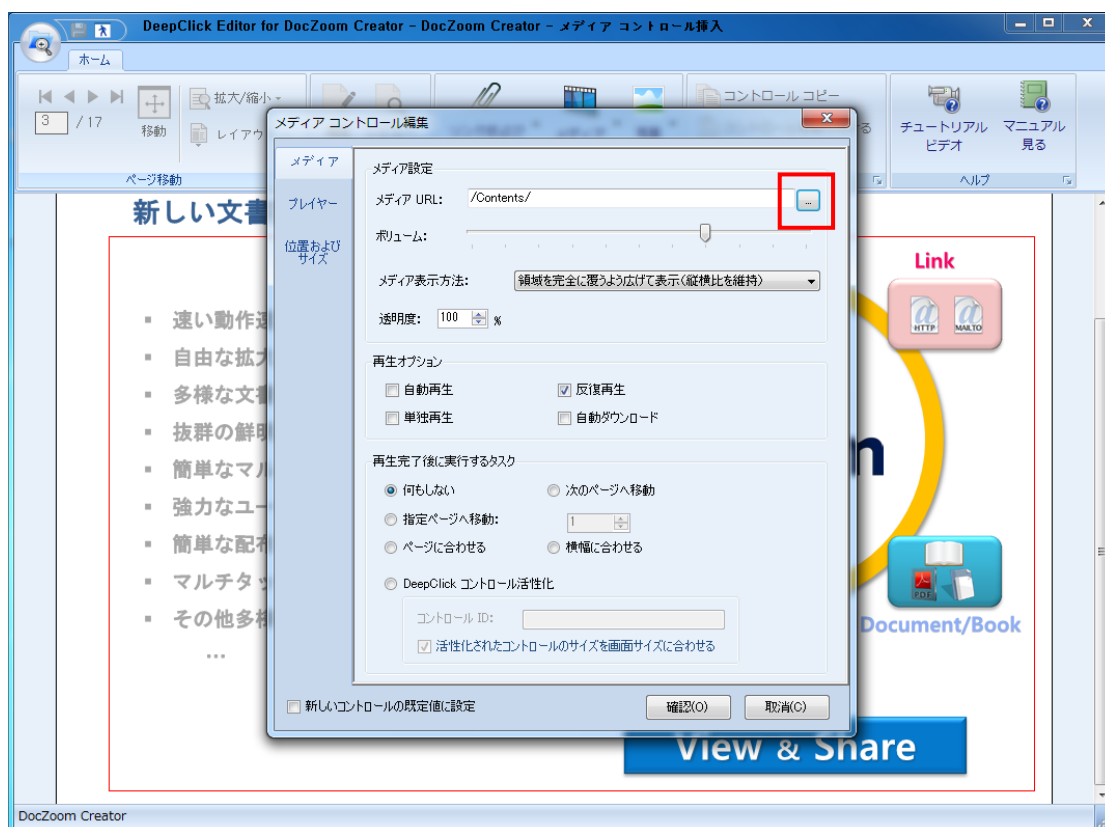 DeepClick Editor for DocZoom Creator - DocZoom Creator - メディア コントロール挿入
ホーム
3 / 17
移動
拡大/縮小
レイアウ
コントロール コピー
チュートリアル
ビデオ
マニュアル
見る
ページ移動
ヘルプ
メディア コントロール編集
メディア
プレイヤー
位置および
サイズ
メディア設定
メディア URL: /Contents/ ...
ボリューム:
メディア表示方法: 領域を完全に覆うよう広げて表示(縦横比を維持)
透明度: 100 %
再生オプション
自動再生
反復再生
単独再生
自動ダウンロード
再生完了後に実行するタスク
何もしない
次のページへ移動
指定ページへ移動: 1
ページに合わせる
横幅に合わせる
DeepClick コントロール活性化
コントロール ID:
活性化されたコントロールのサイズを画面サイズに合わせる
新しいコントロールの既定値に設定
確認(O)
取消(C)
新しい文書
▪ 速い動作速
▪ 自由な拡大
▪ 多様な文書
▪ 抜群の鮮明
▪ 簡単なマル
▪ 強力なユー
▪ 簡単な配布
▪ マルチタッ
▪ その他多様
...
Link
HTTP
MAILTO
n
PDF
Document/Book
View & Share
DocZoom Creator